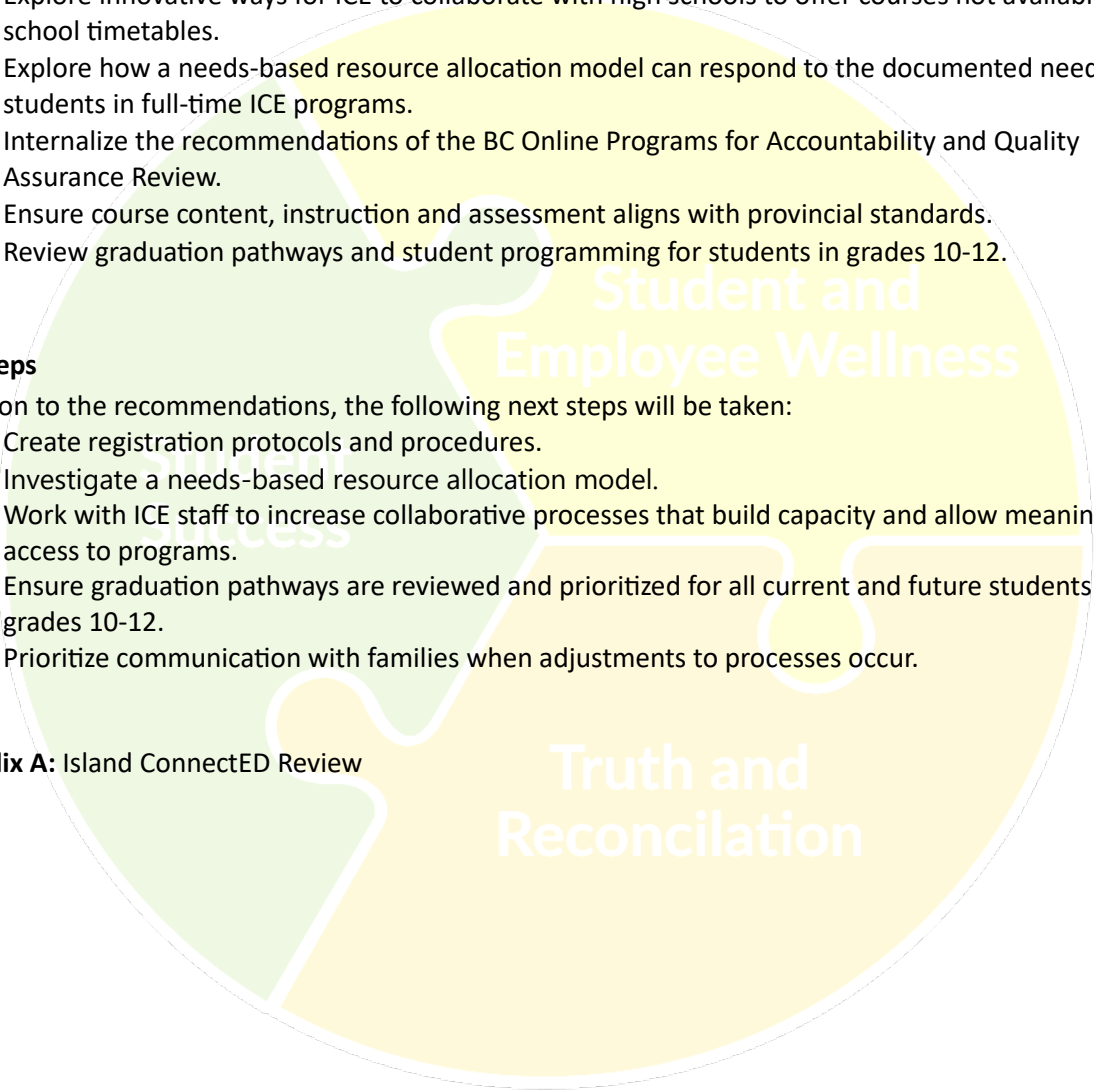 Explore innovative ways for ICE to collaborate with high schools to offer courses not
school timetables.
Explore how a needs-based resource allocation model can respond to the documented
students in full-time ICE programs.
Internalize the recommendations of the BC Online Programs for Accountability and Quality
Assurance Review.
Ensure course content, instruction and assessment aligns with provincial standards.
Review graduation pathways and student programming for students in grades 10-12.
Student and
Employee Wellness
to the recommendations, the following next steps will be taken:
Create registration protocols and procedures.
Student
Investigate a needs-based resource allocation model.
Work with ICE staff to increase collaborative processes that build capacity and allow
Success
access to programs.
Ensure graduation pathways are reviewed and prioritized for all current and future students
grades 10-12.
Prioritize communication with families when adjustments to processes occur.
A: Island ConnectED Review
Truth and
Reconcilation